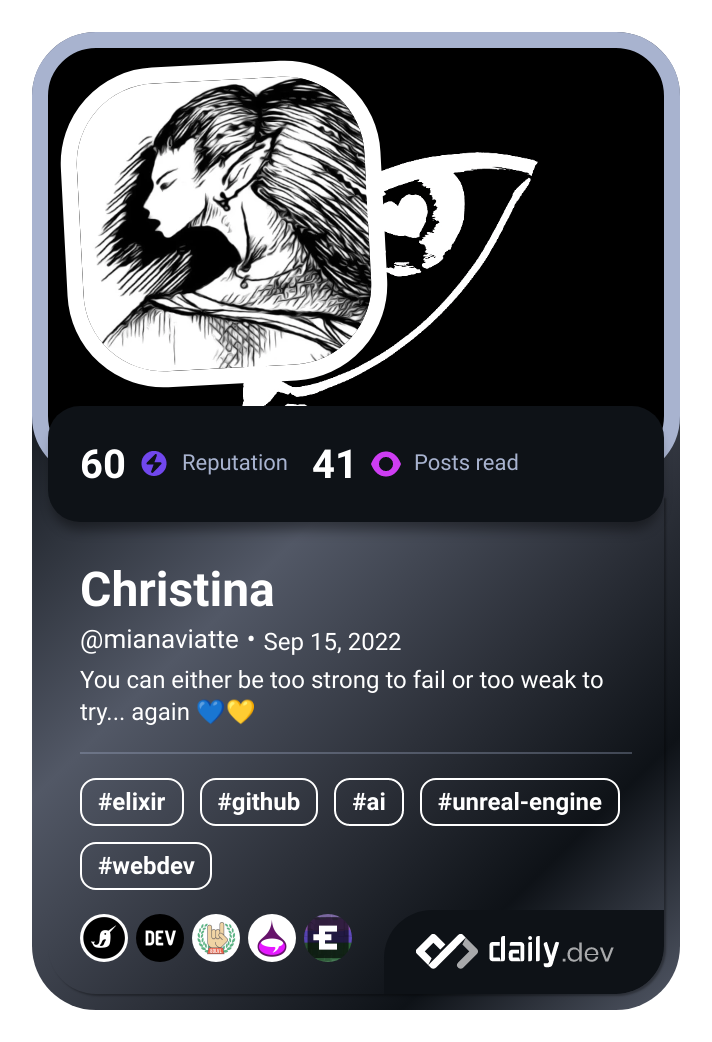 60 Reputation 41 Posts read
Christina
@mianaviatte • Sep 15, 2022
You can either be too strong to fail or too weak to
try... again 💙💛
#elixir #github #ai #unreal-engine
#webdev
DEV E daily.dev